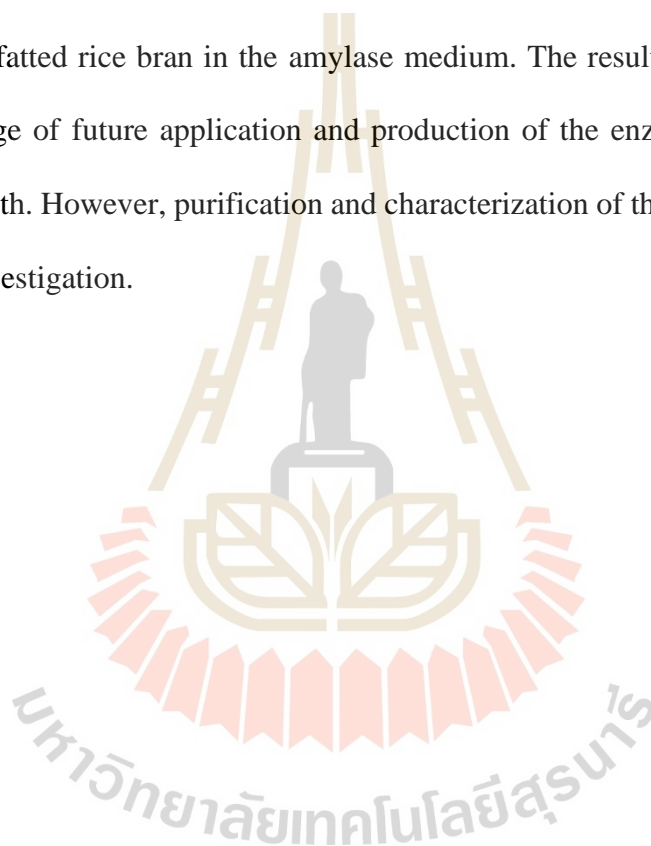 fatted rice bran in the amylase medium. The result
ge of future application and production of the enz
th. However, purification and characterization of th
estigation.
มหาวิทยาลัยเทคโนโลยีสุรนารี